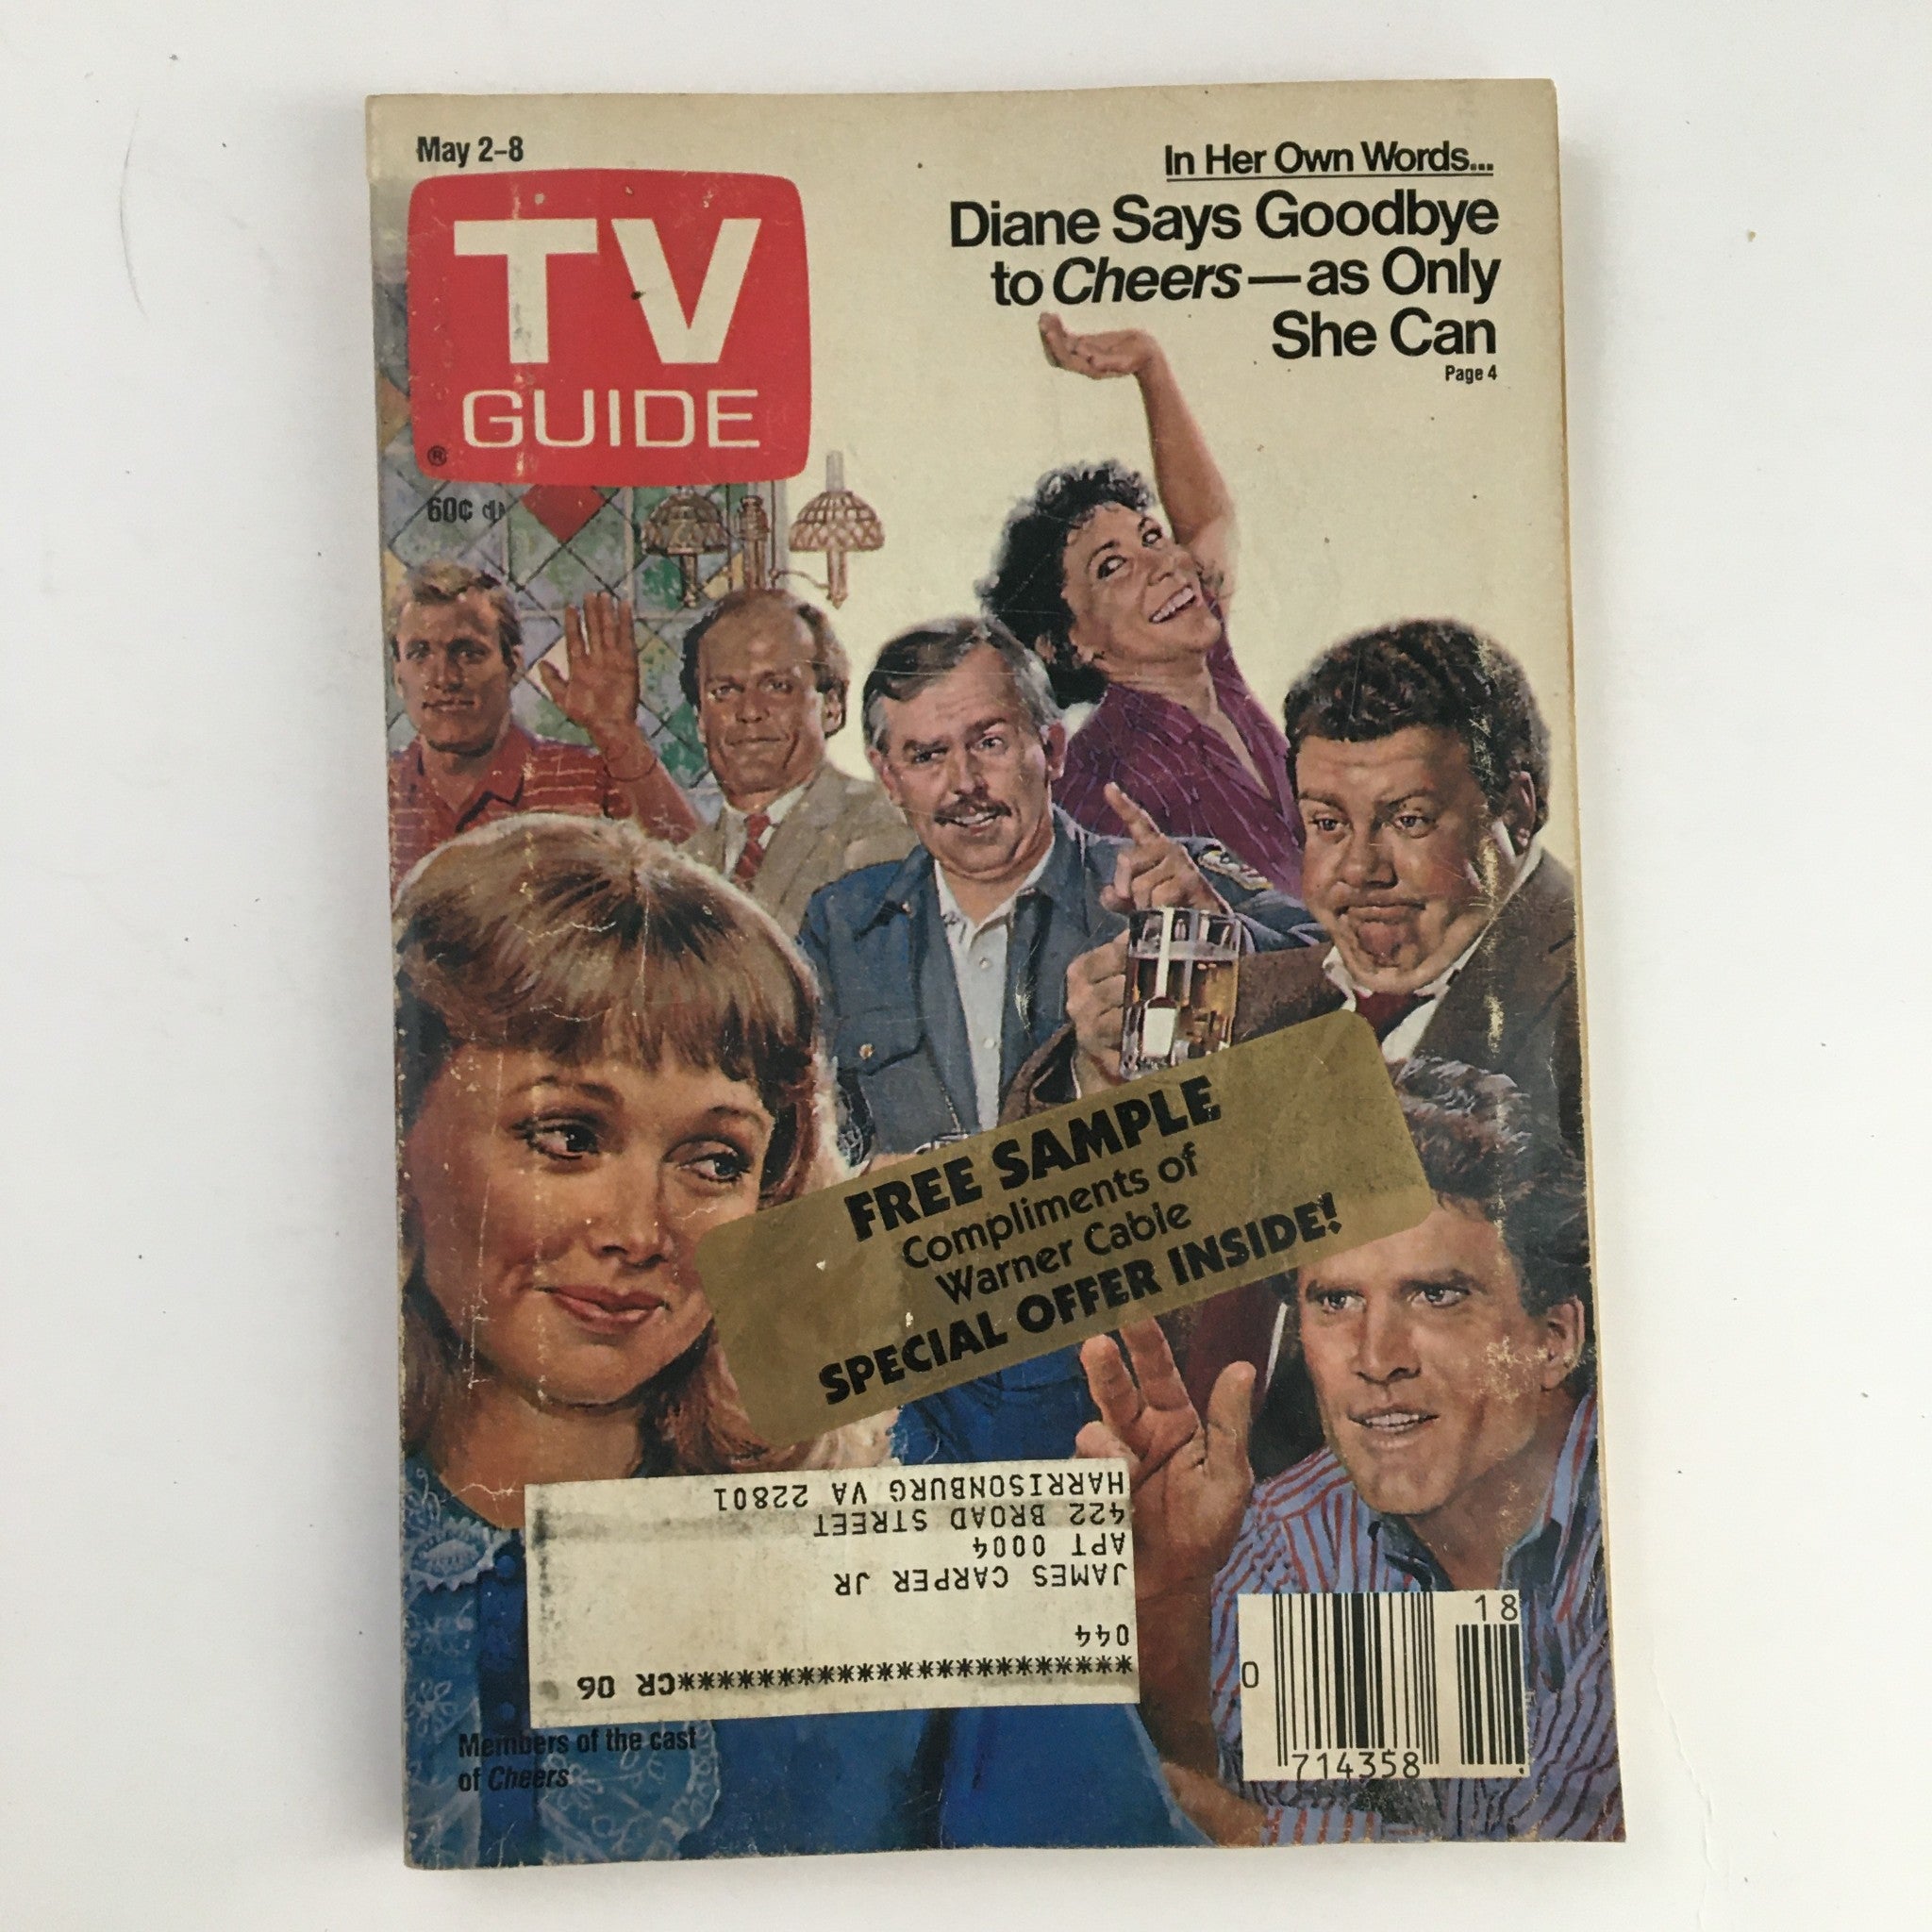 May 2-8
TV
GUIDE
®
60¢
In Her Own Words...
Diane Says Goodbye
to Cheers—as Only
She Can
Page 4
FREE SAMPLE
Compliments of
Warner Cable
SPECIAL OFFER INSIDE!
*************************CR 06
044
JAMES CARPER JR
APT 0004
422 BROAD STREET
HARRISONBURG VA 22801
Members of the cast
of Cheers
18
0
714358